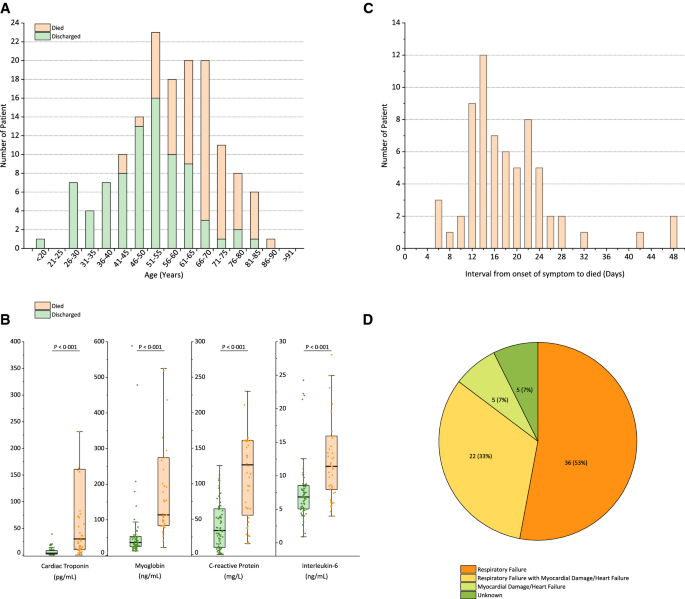 A
Died
Discharged
24
22
20
18
16
14
12
10
8
6
4
2
0
Number of Patient
<20
21-25
26-30
31-35
36-40
41-45
46-50
51-55
56-60
61-65
66-70
71-75
76-80
81-85
86-90
>91
Age (Years)
C
14
12
10
8
6
4
2
0
Number of Patient
0 4 8 12 16 20 24 28 32 36 40 44 48
Interval from onset of symptom to died (Days)
B
Died
Discharged
P < 0·001
P < 0·001
P < 0·001
P < 0·001
400
350
300
250
200
150
100
50
0
600
500
400
300
200
100
0
300
250
200
150
100
50
0
30
25
20
15
10
5
0
Cardiac Troponin
(pg/mL)
Myoglobin
(ng/mL)
C-reactive Protein
(mg/L)
Interleukin-6
(ng/mL)
D
5 (7%)
5 (7%)
22 (33%)
36 (53%)
Respiratory Failure
Respiratory Failure with Myocardial Damage/Heart Failure
Myocardial Damage/Heart Failure
Unknown